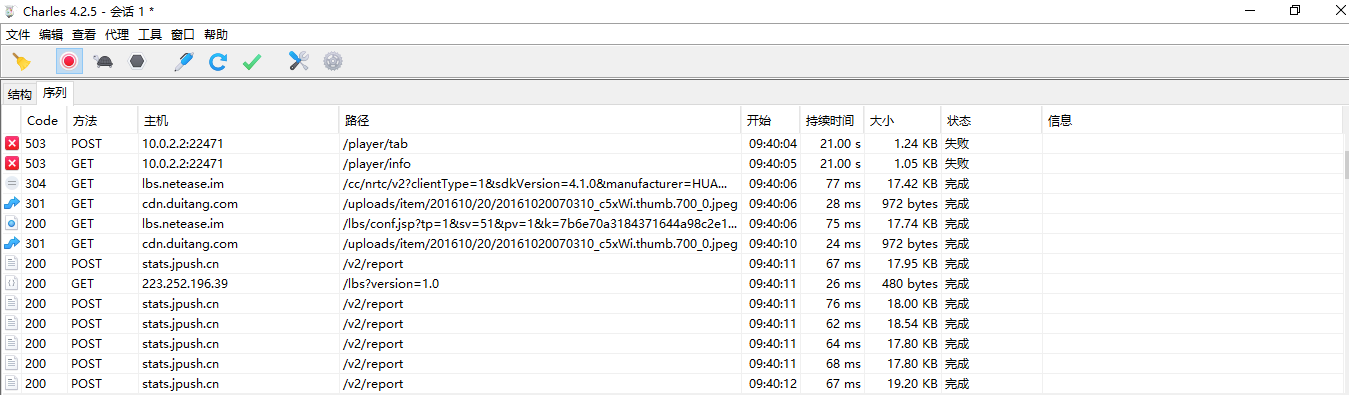 Charles 4.2.5 - 会话 1 *
文件 编辑 查看 代理 工具 窗口 帮助
结构 序列
Code 方法 主机 路径 开始 持续时间 大小 状态 信息
503 POST 10.0.2.2:22471 /player/tab 09:40:04 21.00 s 1.24 KB 失败
503 GET 10.0.2.2:22471 /player/info 09:40:05 21.00 s 1.05 KB 失败
304 GET lbs.netease.im /cc/nrtc/v2?clientType=1&sdkVersion=4.1.0&manufacturer=HUA... 09:40:06 77 ms 17.42 KB 完成
301 GET cdn.duitang.com /uploads/item/201610/20/20161020070310_c5xWi.thumb.700_0.jpeg 09:40:06 28 ms 972 bytes 完成
200 GET lbs.netease.im /lbs/conf.jsp?tp=1&sv=51&pv=1&k=7b6e70a3184371644a98c2e1... 09:40:06 75 ms 17.74 KB 完成
301 GET cdn.duitang.com /uploads/item/201610/20/20161020070310_c5xWi.thumb.700_0.jpeg 09:40:10 24 ms 972 bytes 完成
200 POST stats.jpush.cn /v2/report 09:40:11 67 ms 17.95 KB 完成
200 GET 223.252.196.39 /lbs?version=1.0 09:40:11 26 ms 480 bytes 完成
200 POST stats.jpush.cn /v2/report 09:40:11 76 ms 18.00 KB 完成
200 POST stats.jpush.cn /v2/report 09:40:11 62 ms 18.54 KB 完成
200 POST stats.jpush.cn /v2/report 09:40:11 64 ms 17.80 KB 完成
200 POST stats.jpush.cn /v2/report 09:40:11 68 ms 17.80 KB 完成
200 POST stats.jpush.cn /v2/report 09:40:12 67 ms 19.20 KB 完成